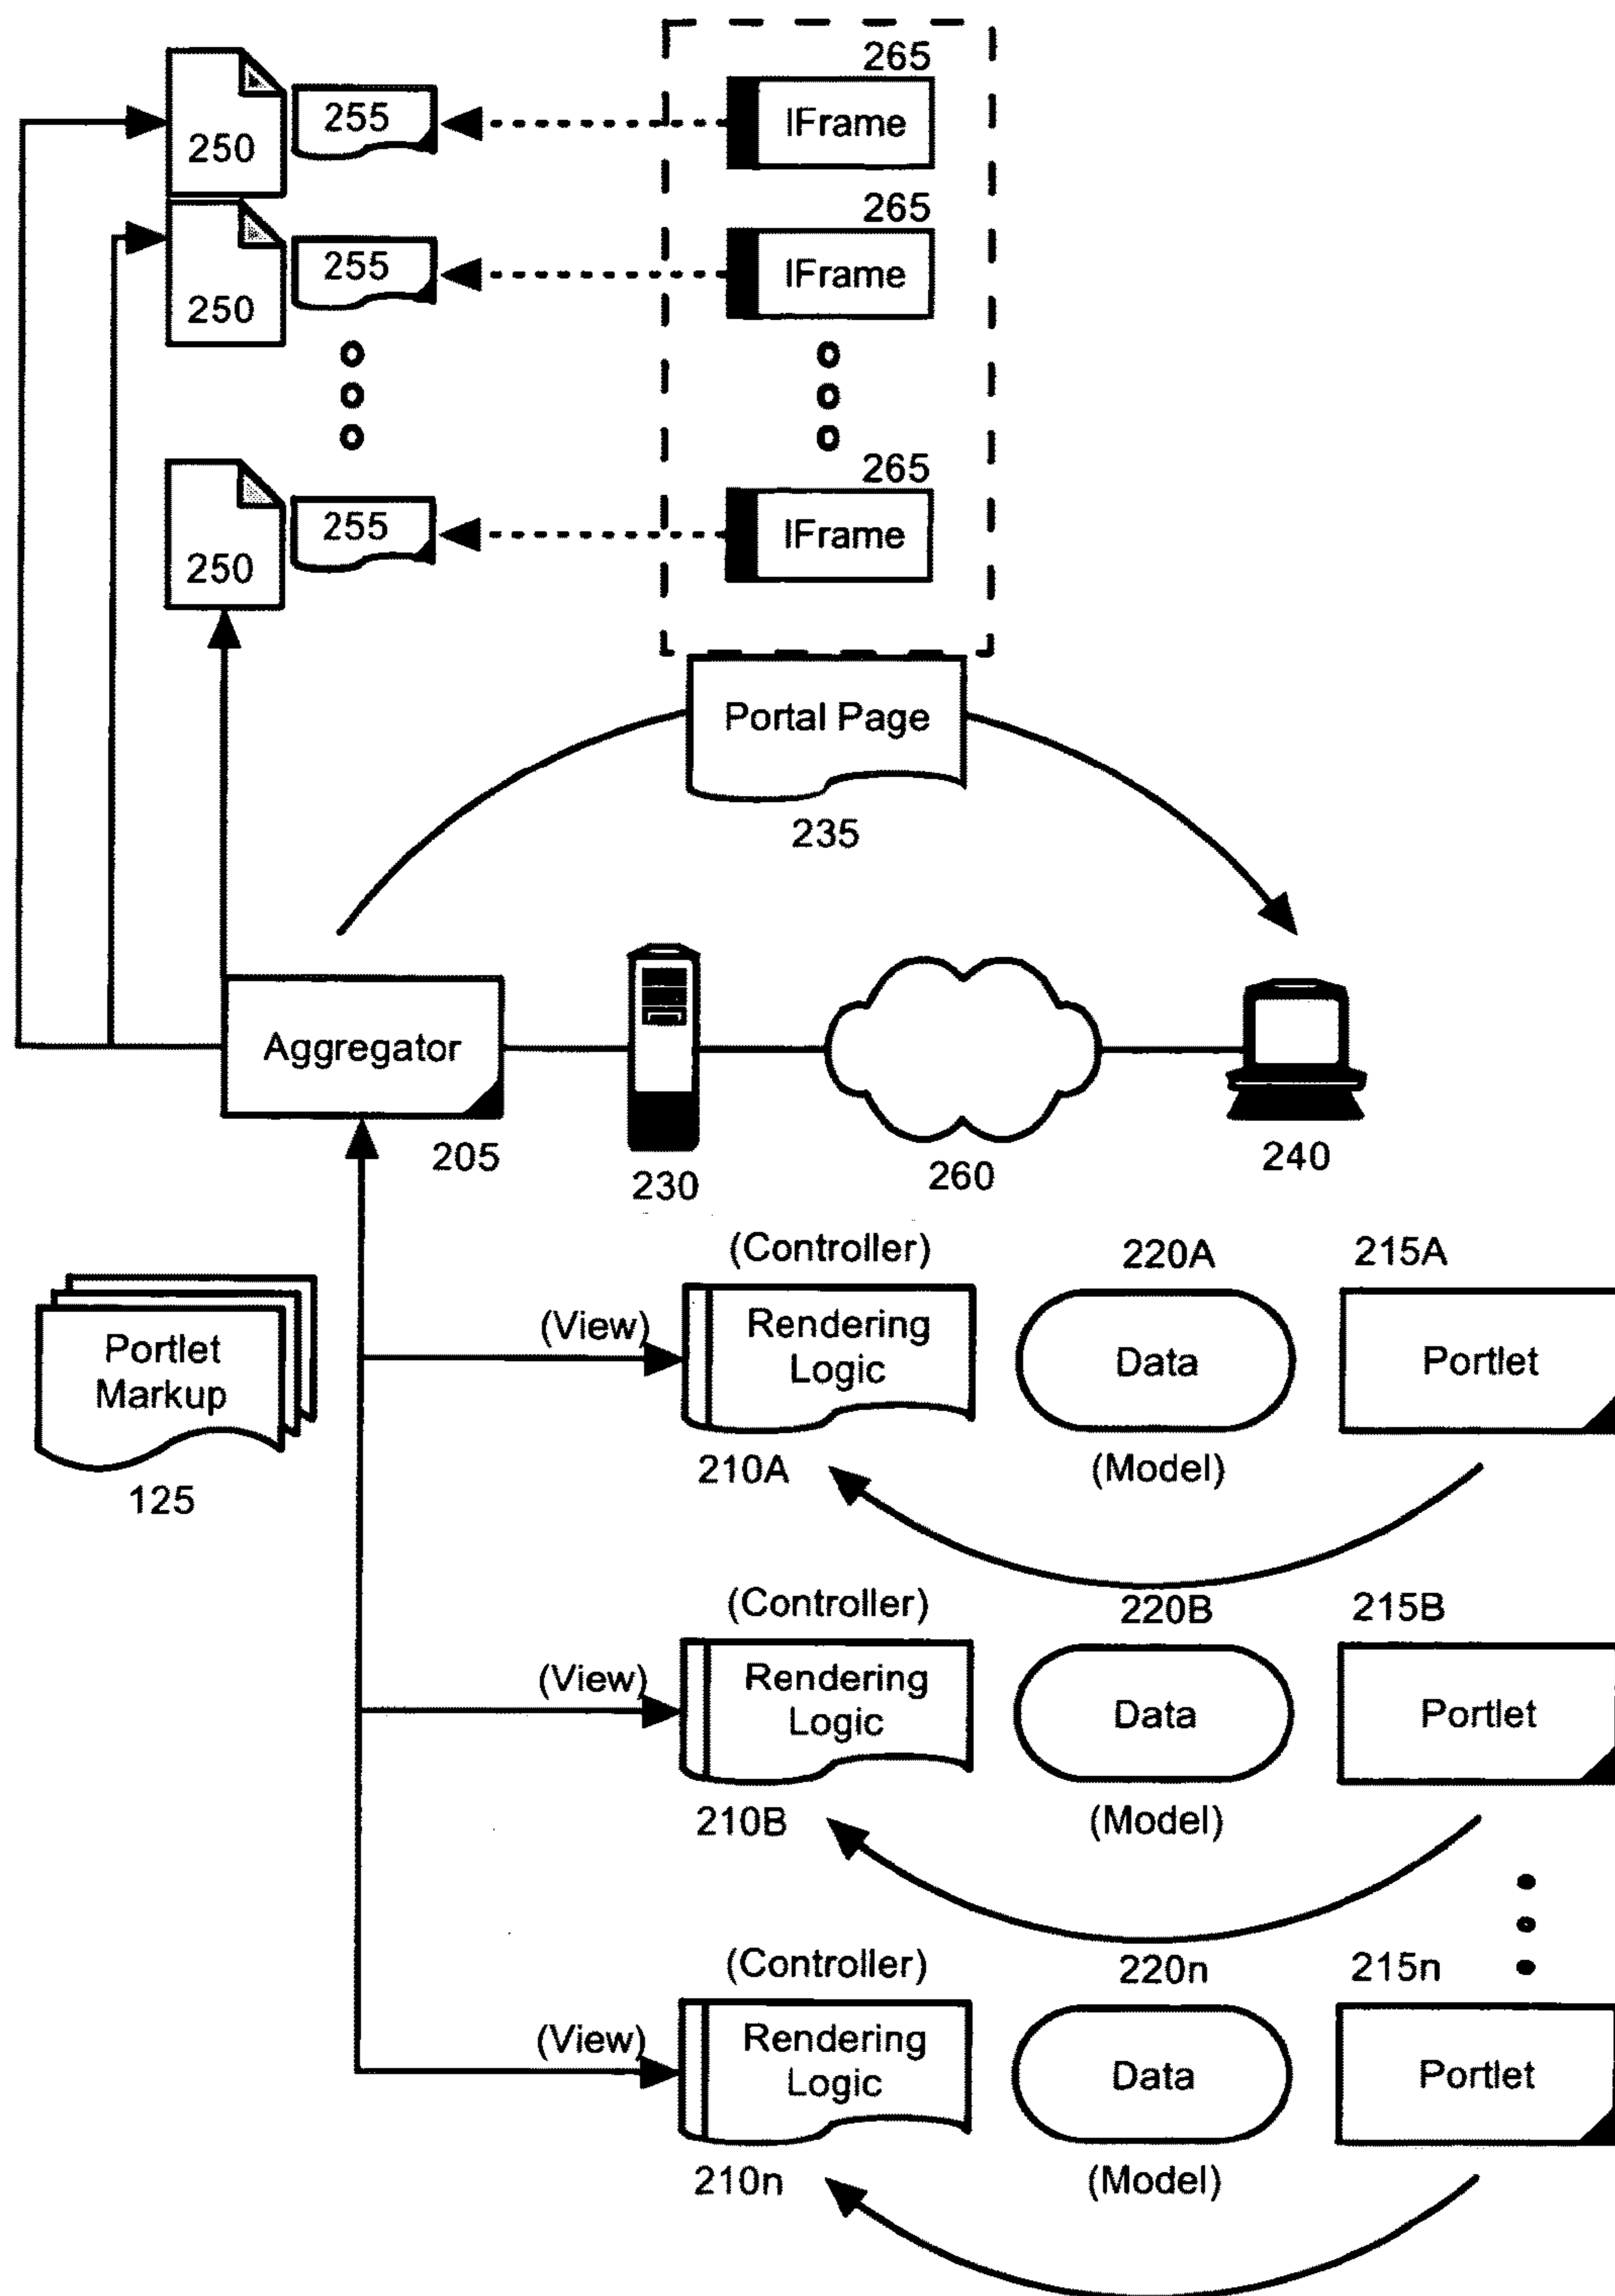 265
255
IFrame
250
265
255
IFrame
250
265
255
IFrame
250
Portal Page
235
Aggregator
205
230
260
240
(Controller)
220A
215A
(View)
Rendering
Logic
Data
Portlet
Portlet
Markup
210A
(Model)
125
(Controller)
220B
215B
(View)
Rendering
Logic
Data
Portlet
210B
(Model)
(Controller)
220n
215n
(View)
Rendering
Logic
Data
Portlet
210n
(Model)